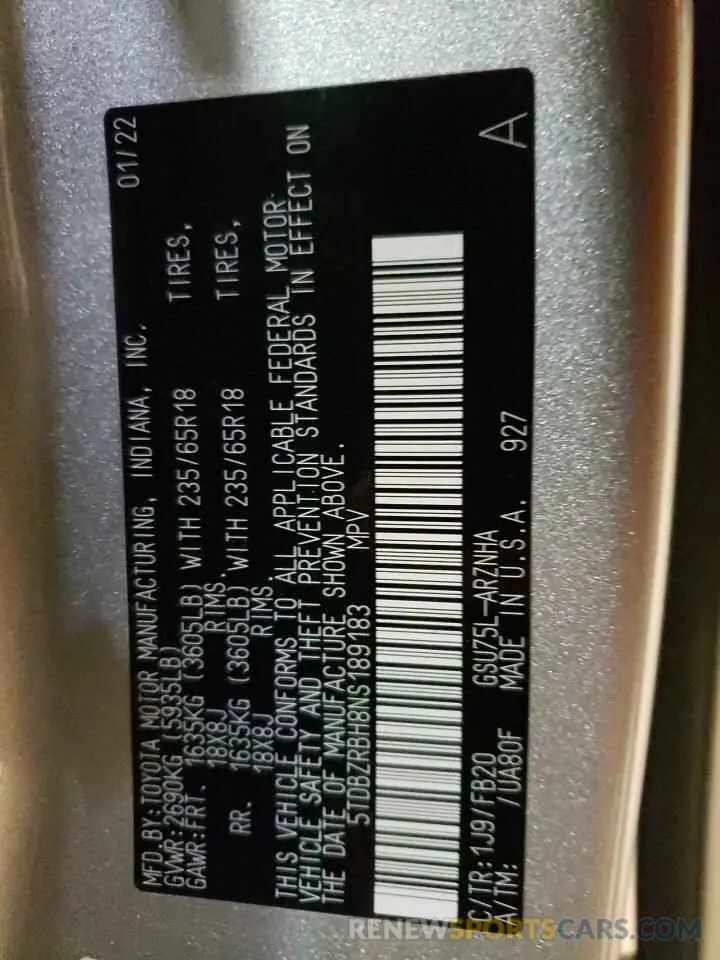 MFD.BY:TOYOTA MOTOR MANUFACTURING, INDIANA, INC. 01/22
GVWR:2690KG (5935LB)
GAWR:FRT. 1635KG (3605LB) WITH 235/65R18 TIRES,
18X8J RIMS.
RR. 1635KG (3605LB) WITH 235/65R18 TIRES,
18X8J RIMS.
THIS VEHICLE CONFORMS TO ALL APPLICABLE FEDERAL MOTOR
VEHICLE SAFETY AND THEFT PREVENTION STANDARDS IN EFFECT ON
THE DATE OF MANUFACTURE SHOWN ABOVE.
5TDBZRBH8NS189183 MPV
C/TR:1J9/FB20 GSU75L-ARZNHA A
A/TM: /UA80F MADE IN U.S.A. 927
RENEWSPORTSCARS.COM